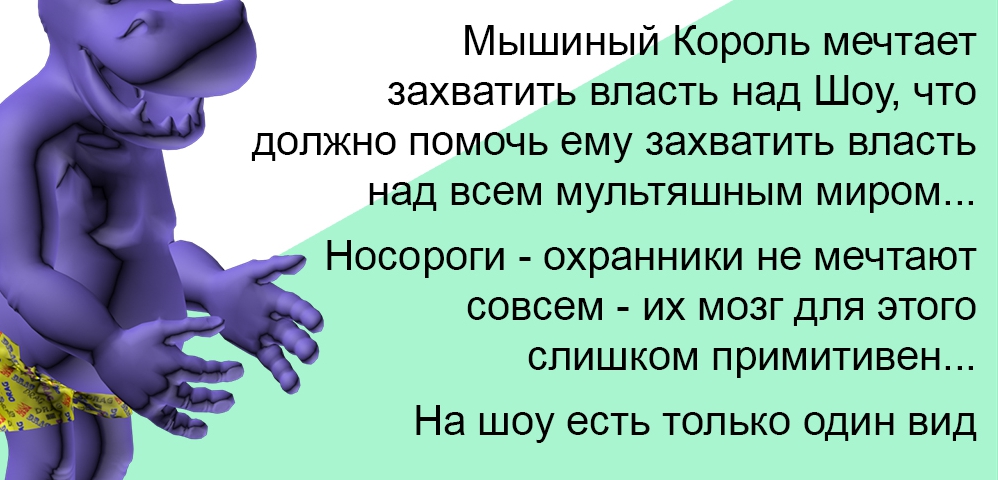 Мышиный Король мечтает
захватить власть над Шоу, что
должно помочь ему захватить власть
над всем мультяшным миром...
Носороги - охранники не мечтают
совсем - их мозг для этого
слишком примитивен...
На шоу есть только один вид